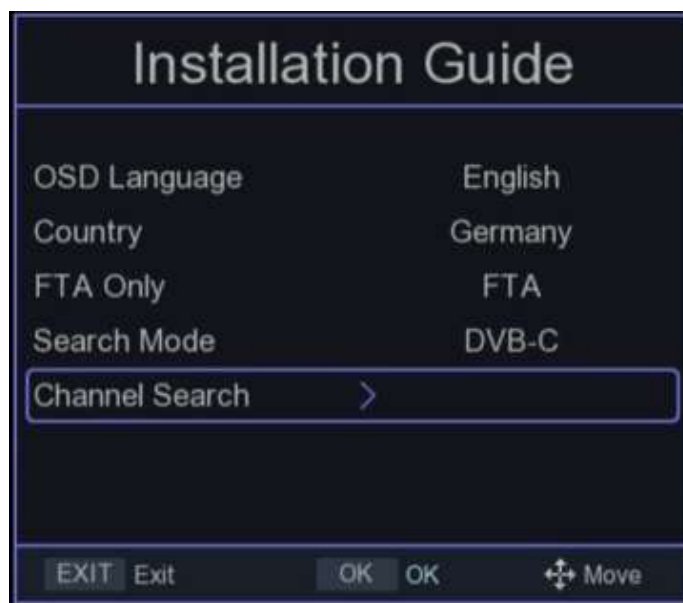 Installation Guide
OSD Language English
Country Germany
FTA Only FTA
Search Mode DVB-C
Channel Search >
EXIT Exit OK OK Move